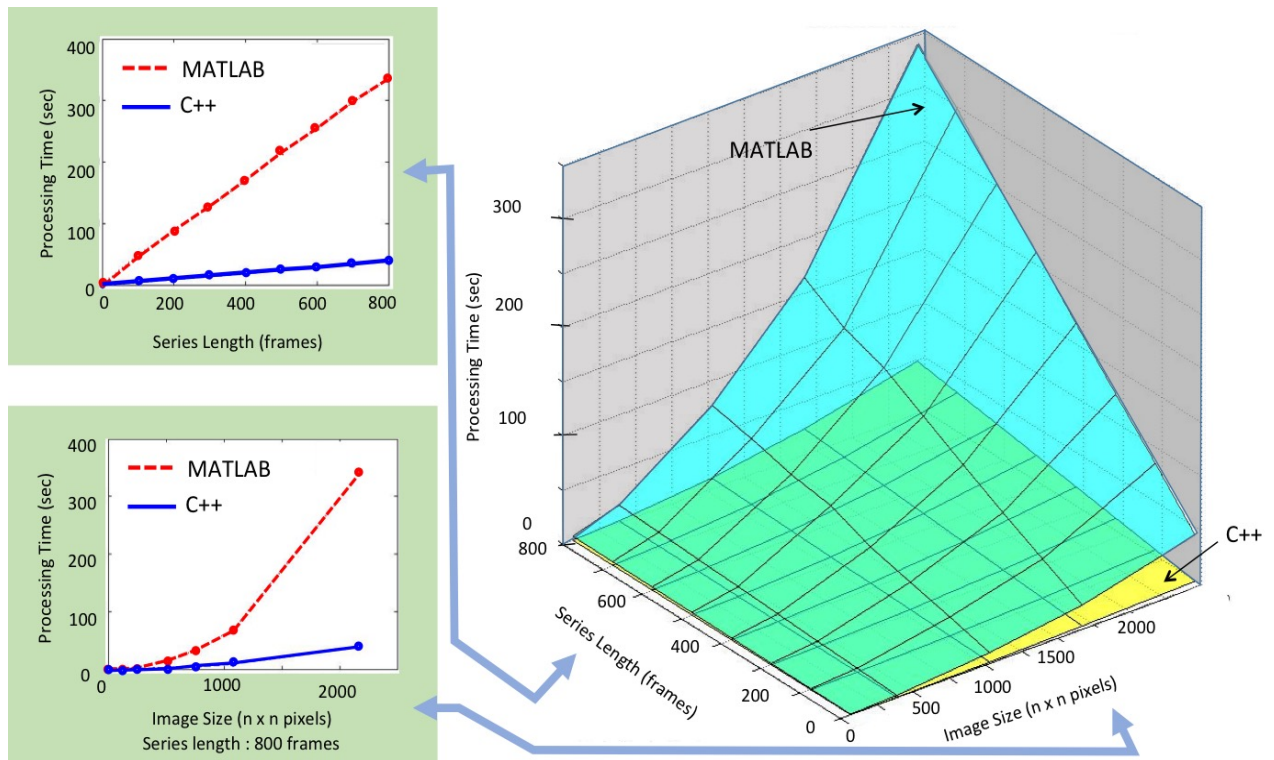 400
300
200
100
0
MATLAB
C++
Processing Time (sec)
0 200 400 600 800
Series Length (frames)
400
300
200
100
0
MATLAB
C++
Processing Time (sec)
0 1000 2000
Image Size (n x n pixels)
Series length : 800 frames
MATLAB
300
200
100
0
Processing Time (sec)
800
600
400
200
0
Series Length (frames)
0
500
1000
1500
2000
Image Size (n x n pixels)
C++